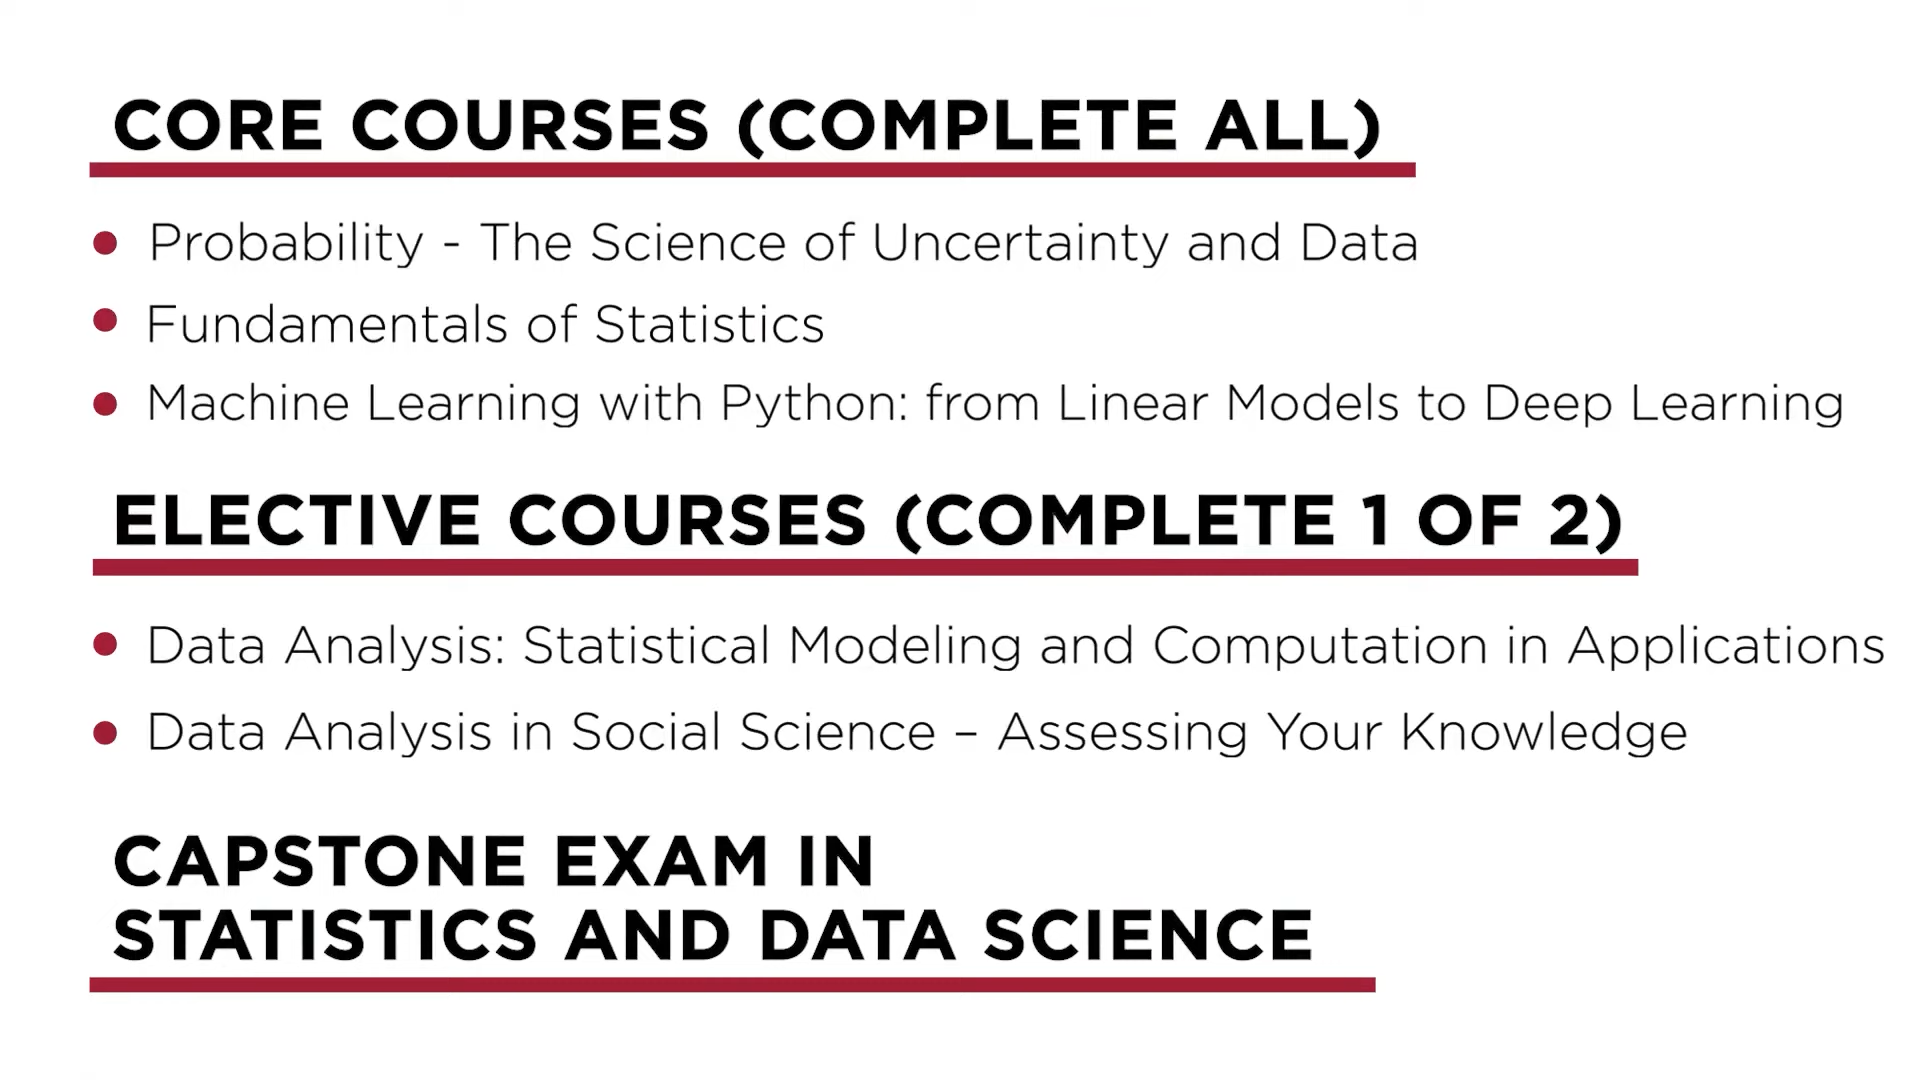 CORE COURSES (COMPLETE ALL)
Probability - The Science of Uncertainty and Data
Fundamentals of Statistics
Machine Learning with Python: from Linear Models to Deep Learning
ELECTIVE COURSES (COMPLETE 1 OF 2)
Data Analysis: Statistical Modeling and Computation in Applications
Data Analysis in Social Science – Assessing Your Knowledge
CAPSTONE EXAM IN
STATISTICS AND DATA SCIENCE